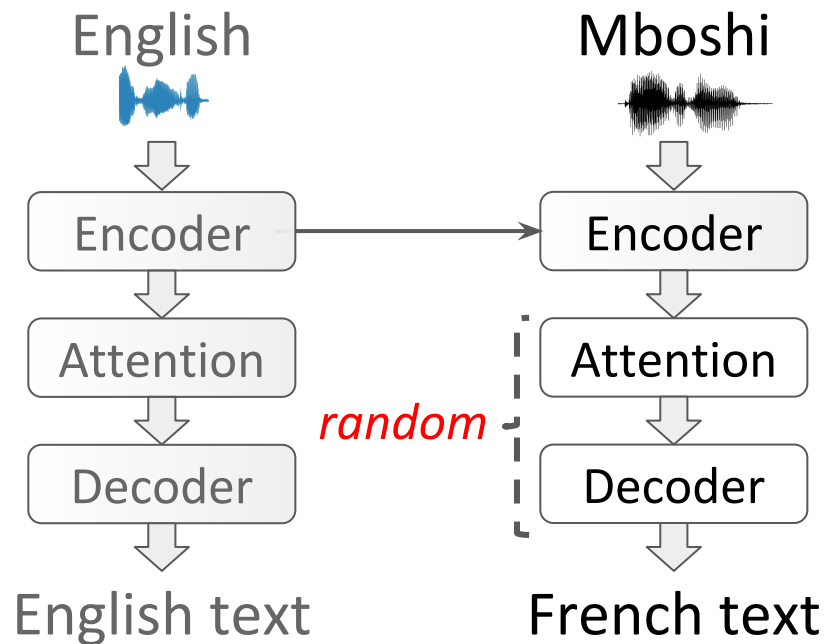 English
Encoder
Attention
Decoder
English text
random
Mboshi
Encoder
Attention
Decoder
French text